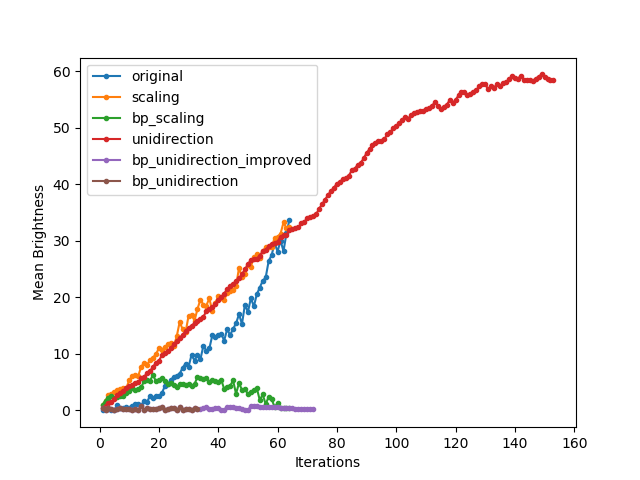 original
scaling
bp_scaling
unidirection
bp_unidirection_improved
bp_unidirection
Mean Brightness
60
50
40
30
20
10
0
0 20 40 60 80 100 120 140 160
Iterations